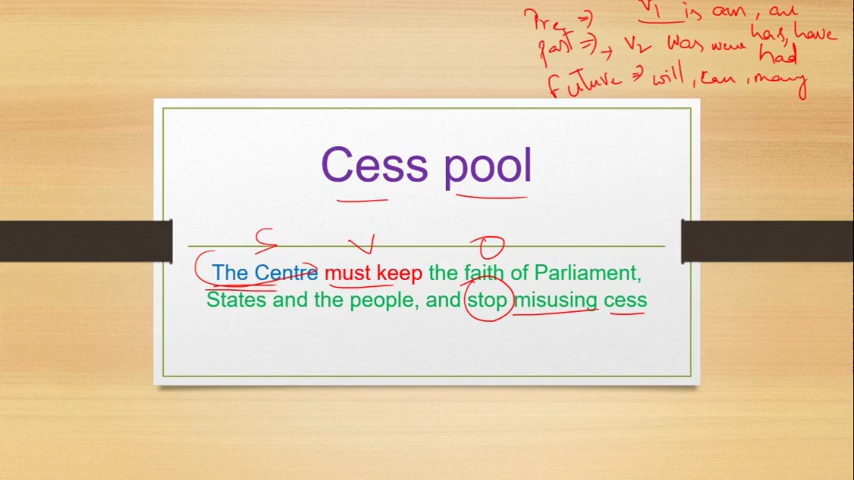 Pre ⇒ V1 is am, are
past ⇒ → V2 was were has, have
had
future ⇒ will, can, many
Cess pool
S V O
The Centre must keep the faith of Parliament,
States and the people, and stop misusing cess